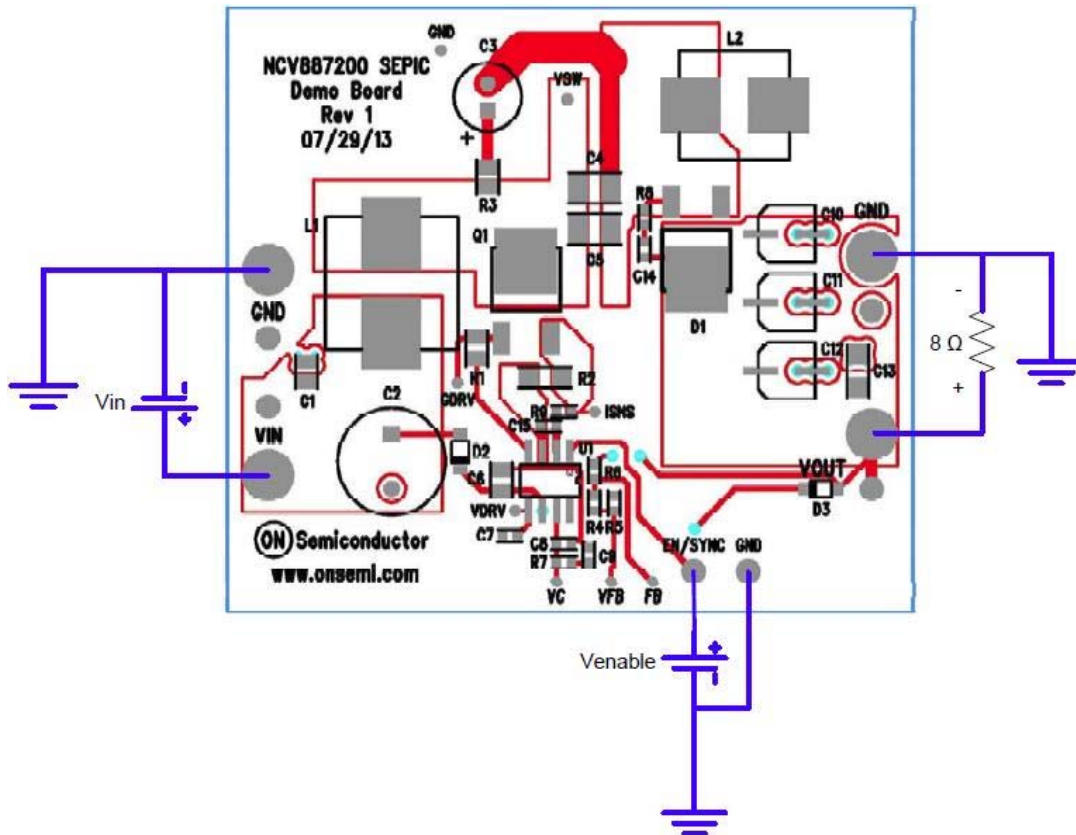 GND
C3
L2
NCV887200 SEPIC
Demo Board
Rev 1
07/29/13
VSW
+
C4
R3
R8
C10
GND
L1
Q1
C5
C14
C11
-
8 Ω
+
D1
GND
C12
C13
C1
R1
R2
GDRV
Vin
C2
R9
ISNS
C15
VIN
D2
U1
R6
VOUT
C6
D3
VDRV
R4
R5
ON Semiconductor
C7
C8
C9
EN/SYNC
GND
R7
www.onsemi.com
VC
VFB
FB
Venable